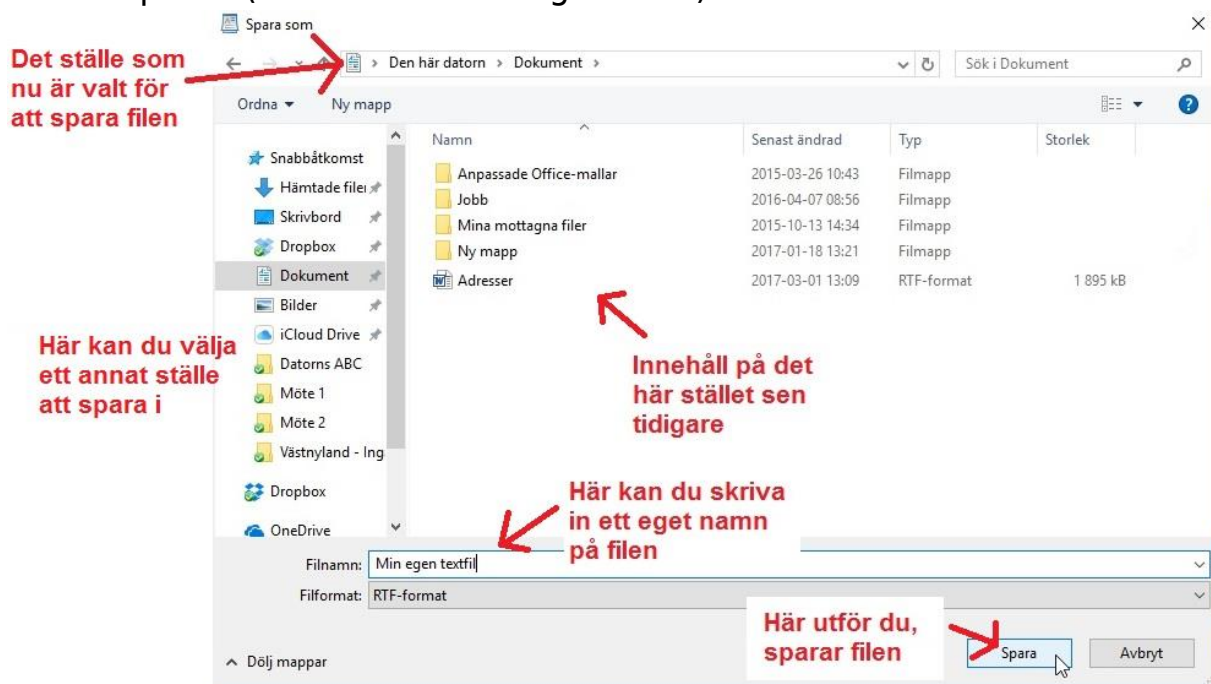 Spara som
Det ställe som
nu är valt för
att spara filen
Den här datorn > Dokument >
Sök i Dokument
Ordna
Ny mapp
Namn
Senast ändrad
Typ
Storlek
Snabbåtkomst
Hämtade filer
Skrivbord
Dropbox
Dokument
Bilder
iCloud Drive
Datorns ABC
Möte 1
Möte 2
Västnyland - Ing
Dropbox
OneDrive
Anpassade Office-mallar 2015-03-26 10:43 Filmapp
Jobb 2016-04-07 08:56 Filmapp
Mina mottagna filer 2015-10-13 14:34 Filmapp
Ny mapp 2017-01-18 13:21 Filmapp
Adresser 2017-03-01 13:09 RTF-format 1 895 kB
Här kan du välja
ett annat ställe
att spara i
Innehåll på det
här stället sen
tidigare
Här kan du skriva
in ett eget namn
på filen
Filnamn: Min egen textfil
Filformat: RTF-format
Här utför du,
sparar filen
Dölj mappar
Spara
Avbryt